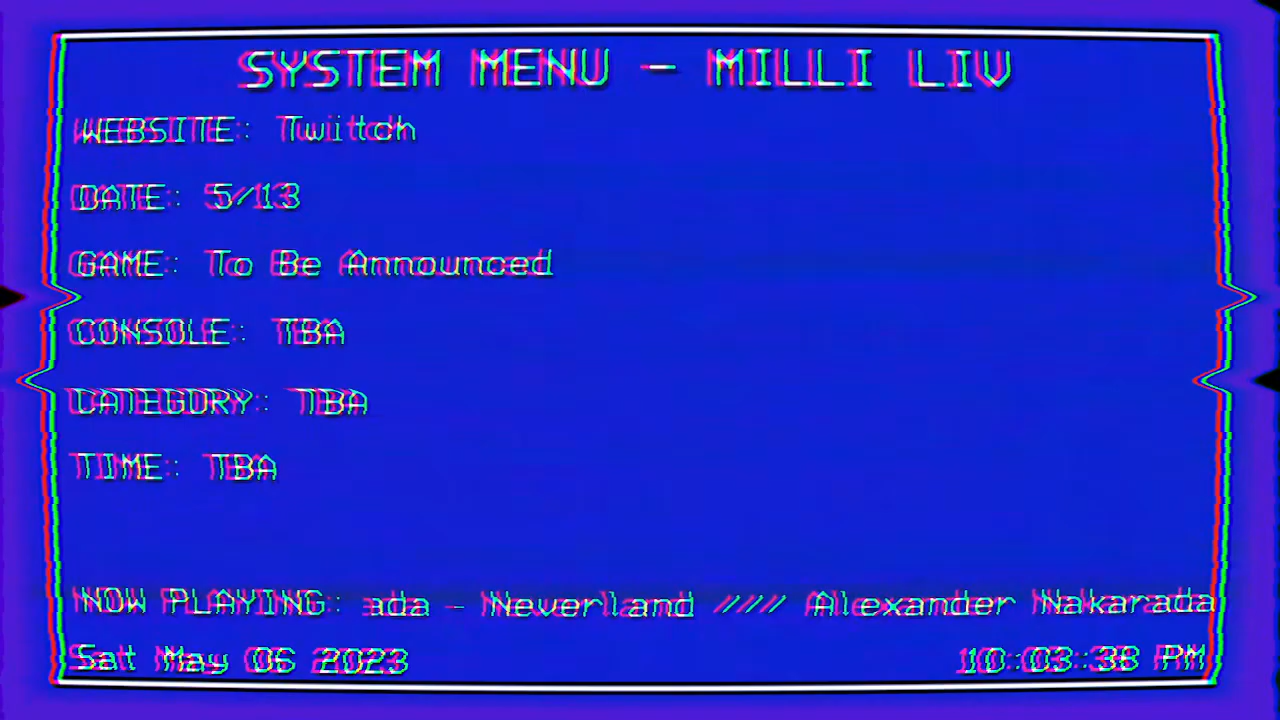 SYSTEM MENU - MILLI LIV
WEBSITE: Twitch
DATE: 5/13
GAME: To Be Announced
CONSOLE: TBA
CATEGORY: TBA
TIME: TBA
NOW PLAYING: ada - Neverland /// Alexander Nakarada
Sat May 06 2023
10:03:38 PM